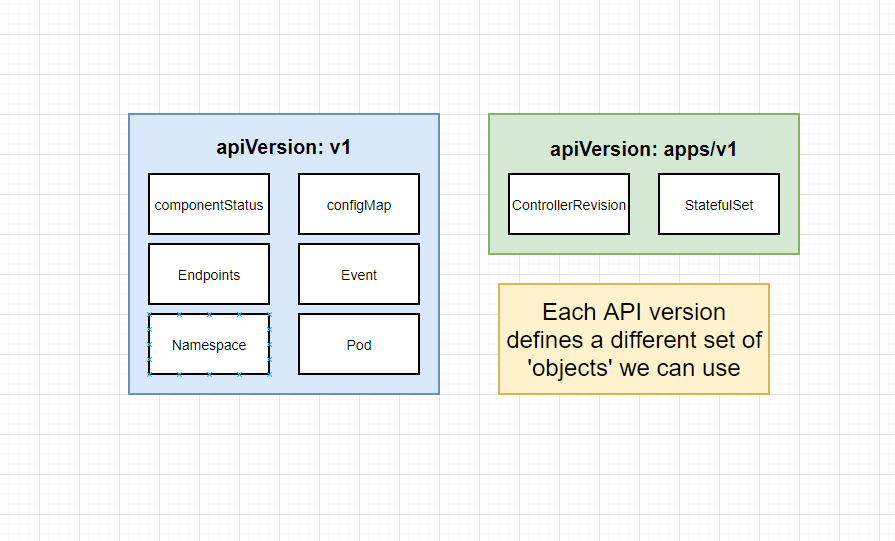 apiVersion: v1
componentStatus
configMap
Endpoints
Event
Namespace
Pod
apiVersion: apps/v1
ControllerRevision
StatefulSet
Each API version
defines a different set of
'objects' we can use